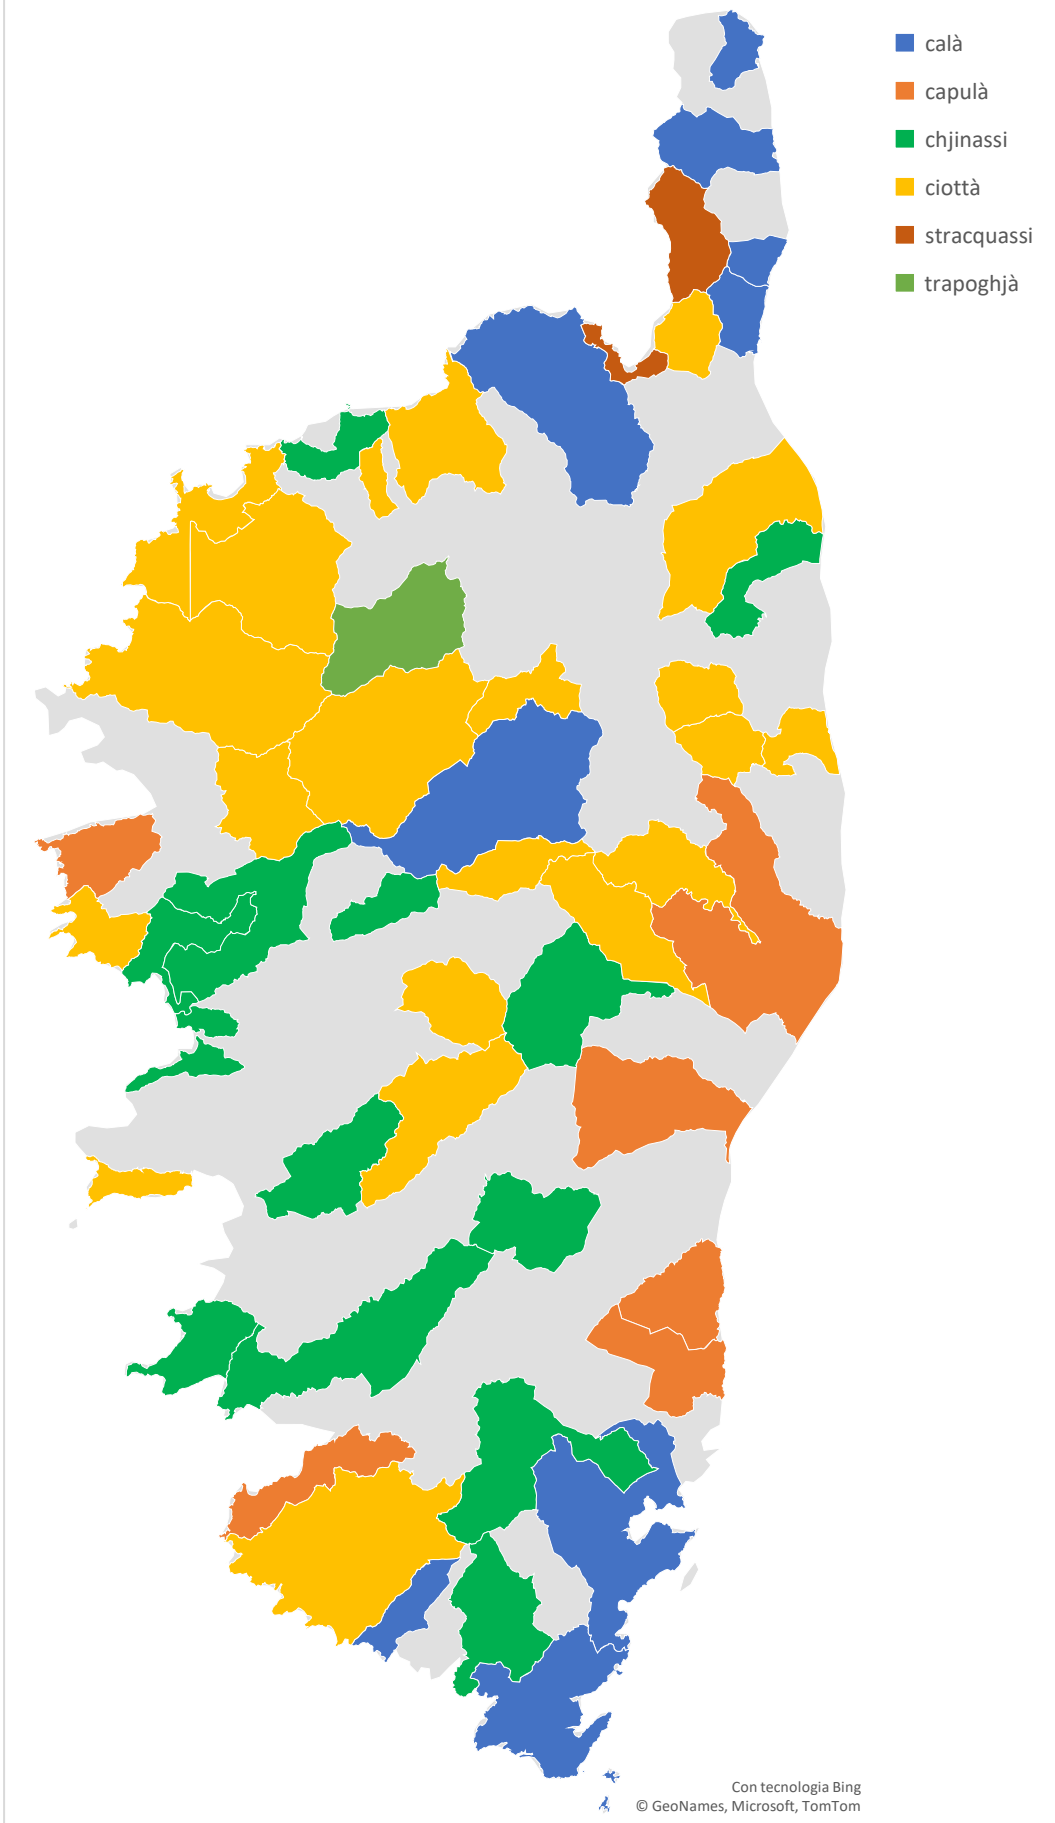 calà
capulà
chjinassi
ciottà
stracquassi
trapoghjà
Con tecnologia Bing
© GeoNames, Microsoft, TomTom